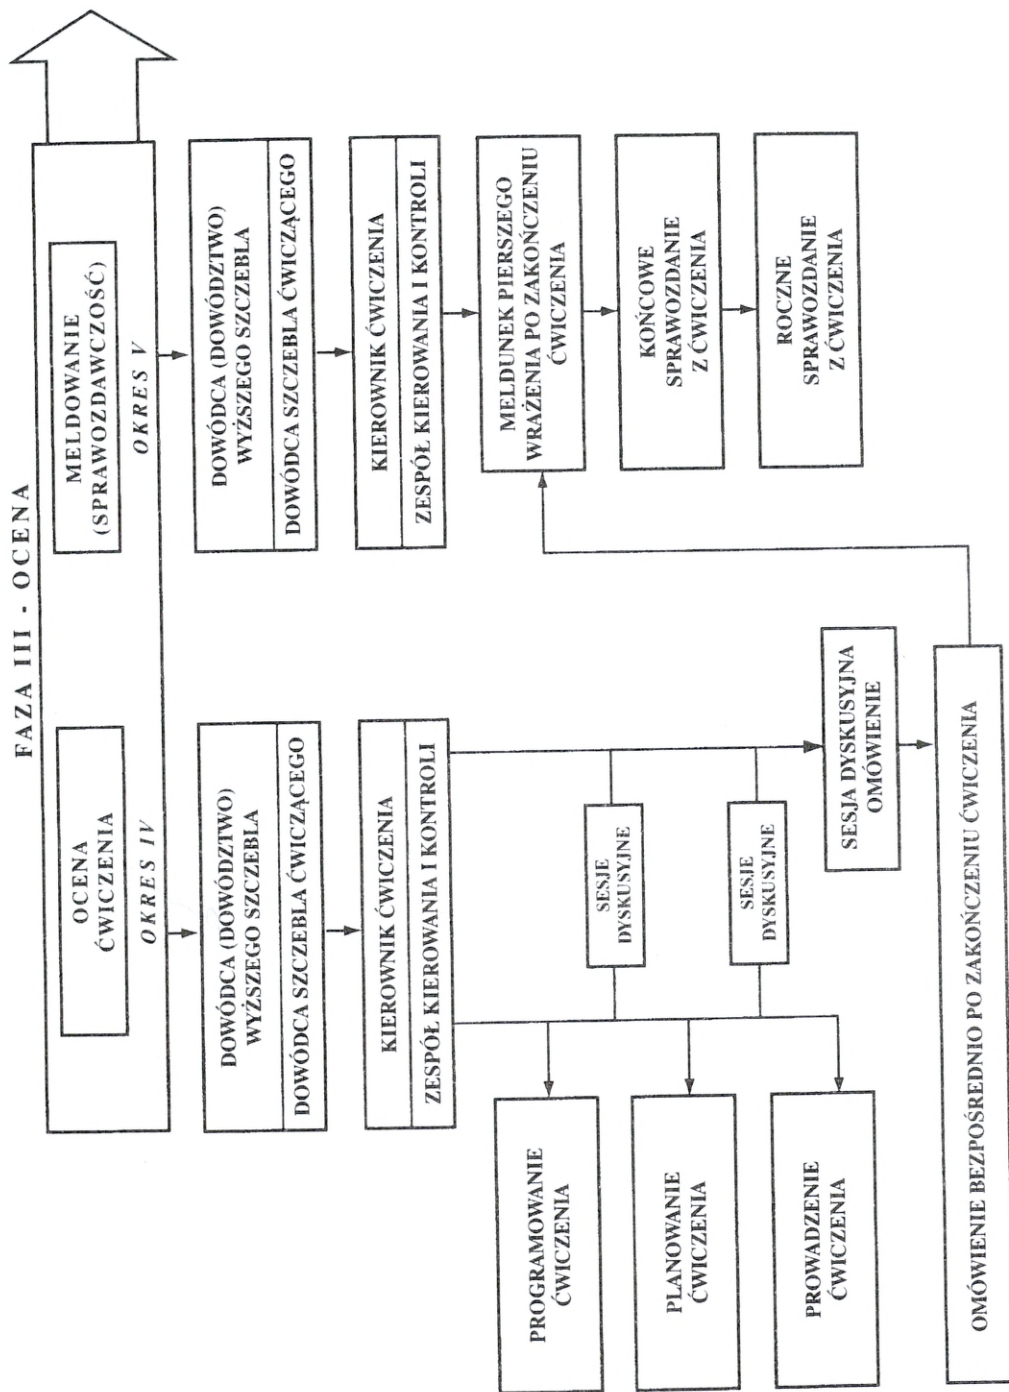 FAZA III - OCENA
OCENA
ĆWICZENIA
OKRES IV
MELDOWANIE
(SPRAWOZDAWCZOŚĆ)
OKRES V
DOWÓDCA (DOWÓDZTWO)
WYŻSZEGO SZCZEBLA
DOWÓDCA SZCZEBLA ĆWICZĄCEGO
KIEROWNIK ĆWICZENIA
ZESPÓŁ KIEROWANIA I KONTROLI
PROGRAMOWANIE
ĆWICZENIA
PLANOWANIE
ĆWICZENIA
PROWADZENIE
ĆWICZENIA
SESJE
DYSKUSYJNE
SESJE
DYSKUSYJNE
SESJA DYSKUSYJNA
OMÓWIENIE
OMÓWIENIE BEZPOŚREDNIO PO ZAKOŃCZENIU ĆWICZENIA
DOWÓDCA (DOWÓDZTWO)
WYŻSZEGO SZCZEBLA
DOWÓDCA SZCZEBLA ĆWICZĄCEGO
KIEROWNIK ĆWICZENIA
ZESPÓŁ KIEROWANIA I KONTROLI
MELDUNEK PIERSZEGO
WRAŻENIA PO ZAKOŃCZENIU
ĆWICZENIA
KOŃCOWE
SPRAWOZDANIE
Z ĆWICZENIA
ROCZNE
SPRAWOZDANIE
Z ĆWICZENIA